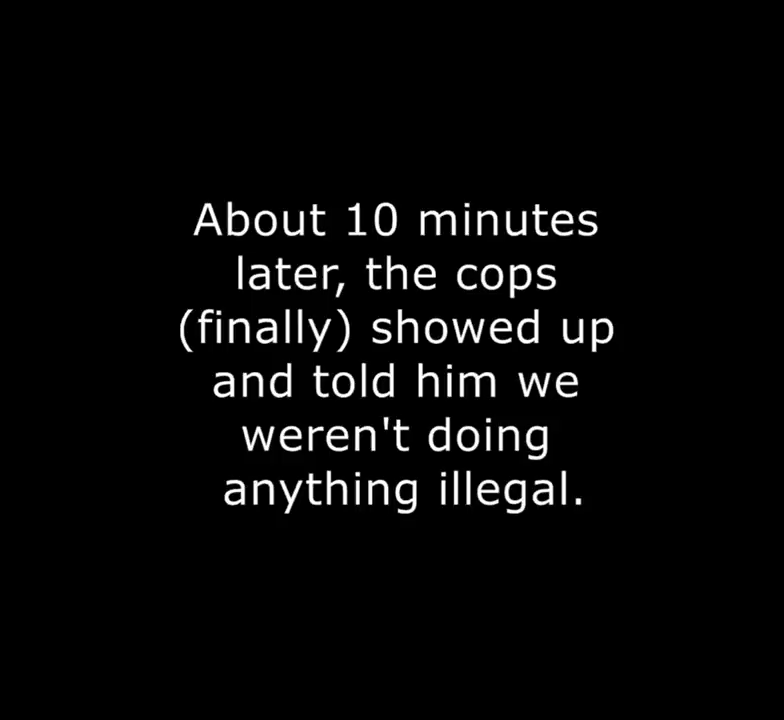 About 10 minutes
later, the cops
(finally) showed up
and told him we
weren't doing
anything illegal.